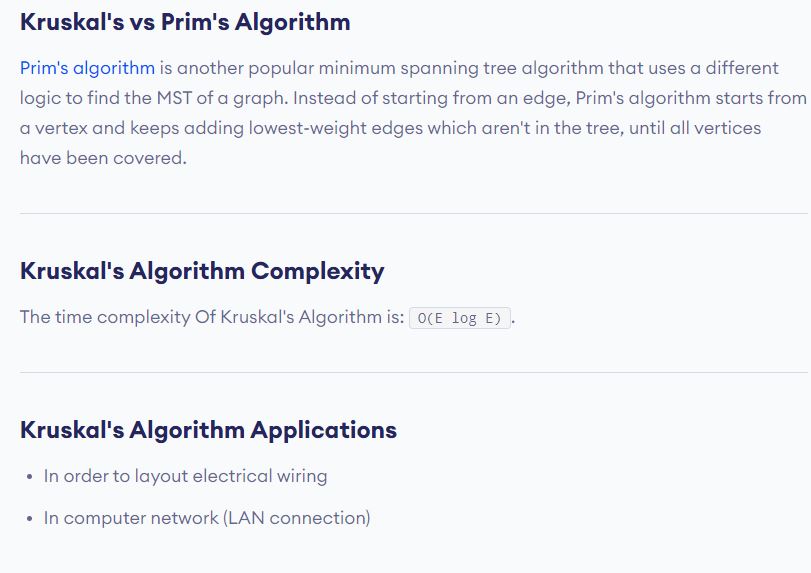 Kruskal's vs Prim's Algorithm
Prim's algorithm is another popular minimum spanning tree algorithm that uses a different
logic to find the MST of a graph. Instead of starting from an edge, Prim's algorithm starts from
a vertex and keeps adding lowest-weight edges which aren't in the tree, until all vertices
have been covered.
Kruskal's Algorithm Complexity
The time complexity Of Kruskal's Algorithm is: O(E log E).
Kruskal's Algorithm Applications
• In order to layout electrical wiring
• In computer network (LAN connection)